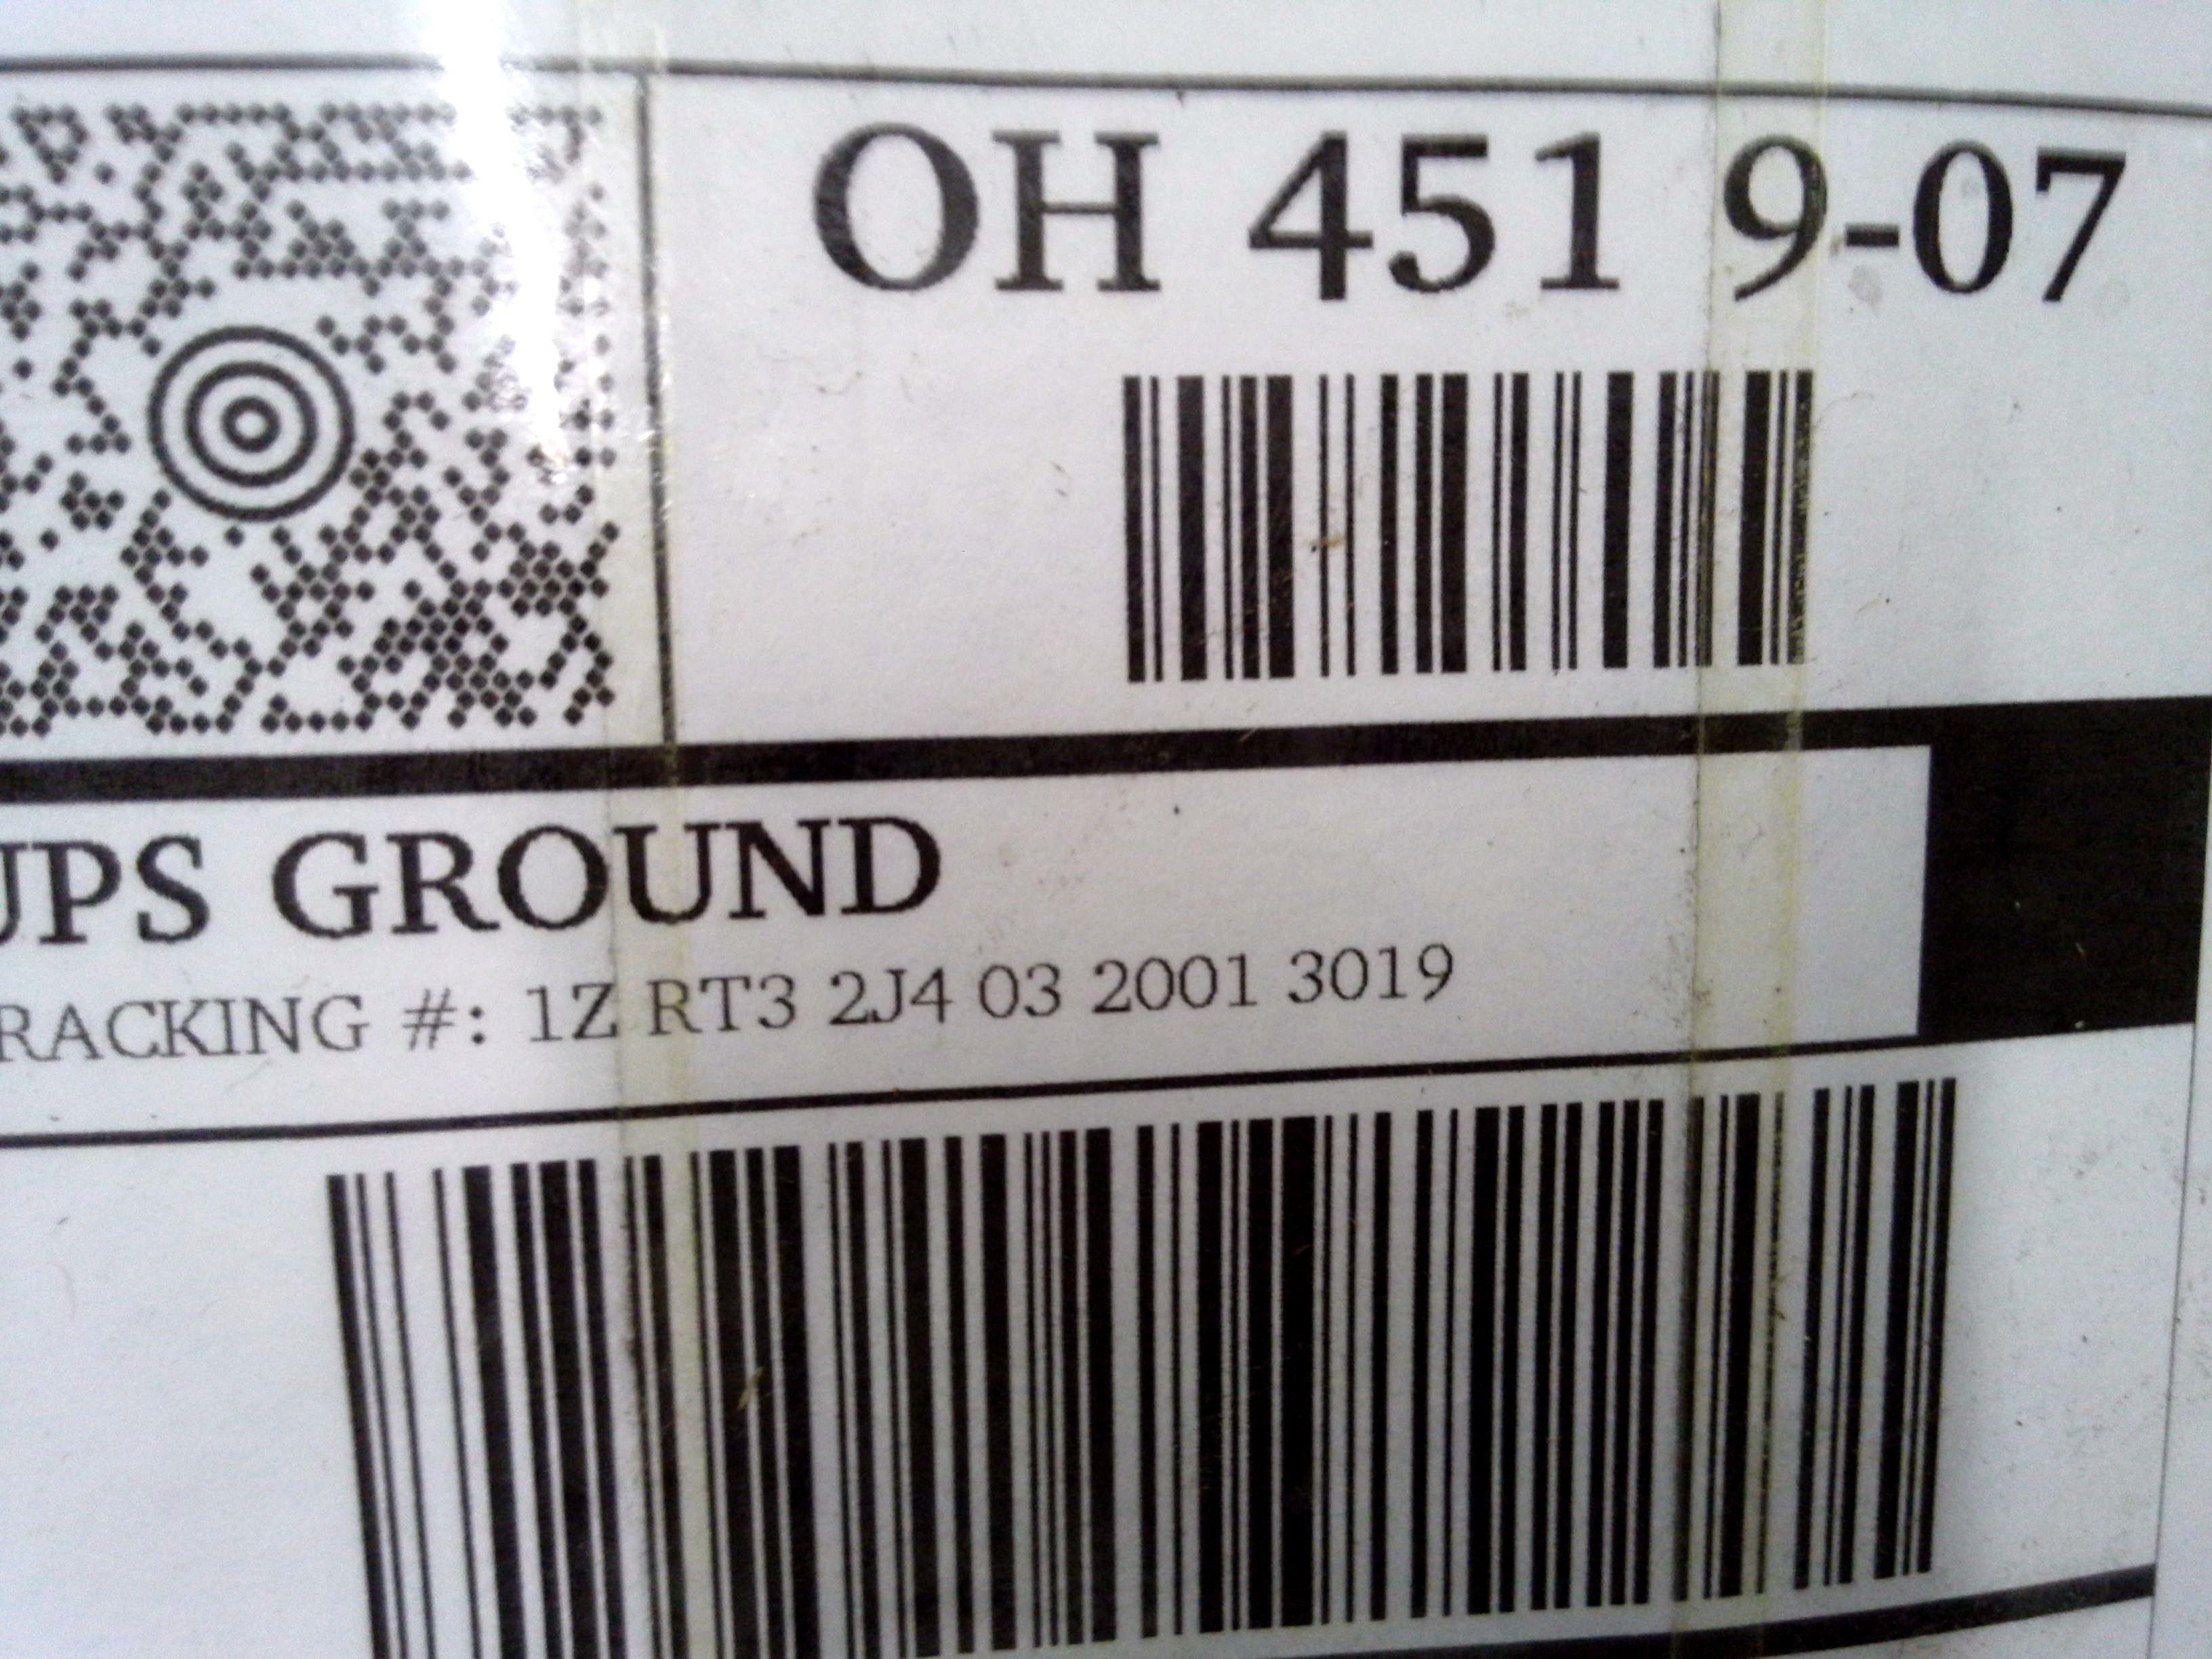 OH 451 9-07
UPS GROUND
RACKING #: 1Z RT3 2J4 03 2001 3019